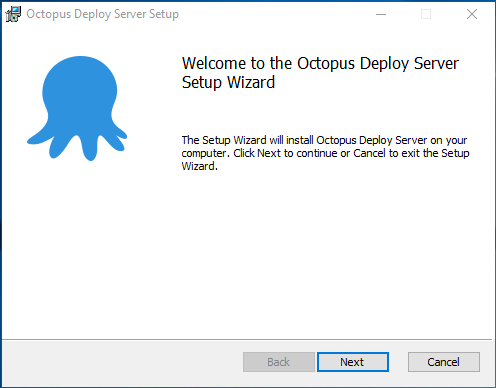 Octopus Deploy Server Setup
Welcome to the Octopus Deploy Server
Setup Wizard
The Setup Wizard will install Octopus Deploy Server on your
computer. Click Next to continue or Cancel to exit the Setup
Wizard.
Back
Next
Cancel